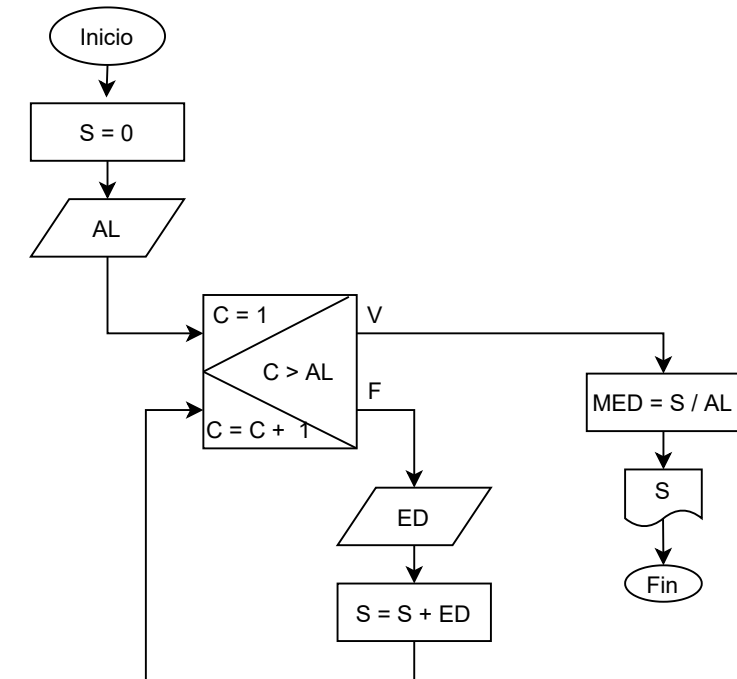 Inicio
S = 0
AL
C = 1
C > AL
C = C + 1
V
F
MED = S / AL
S
Fin
ED
S = S + ED